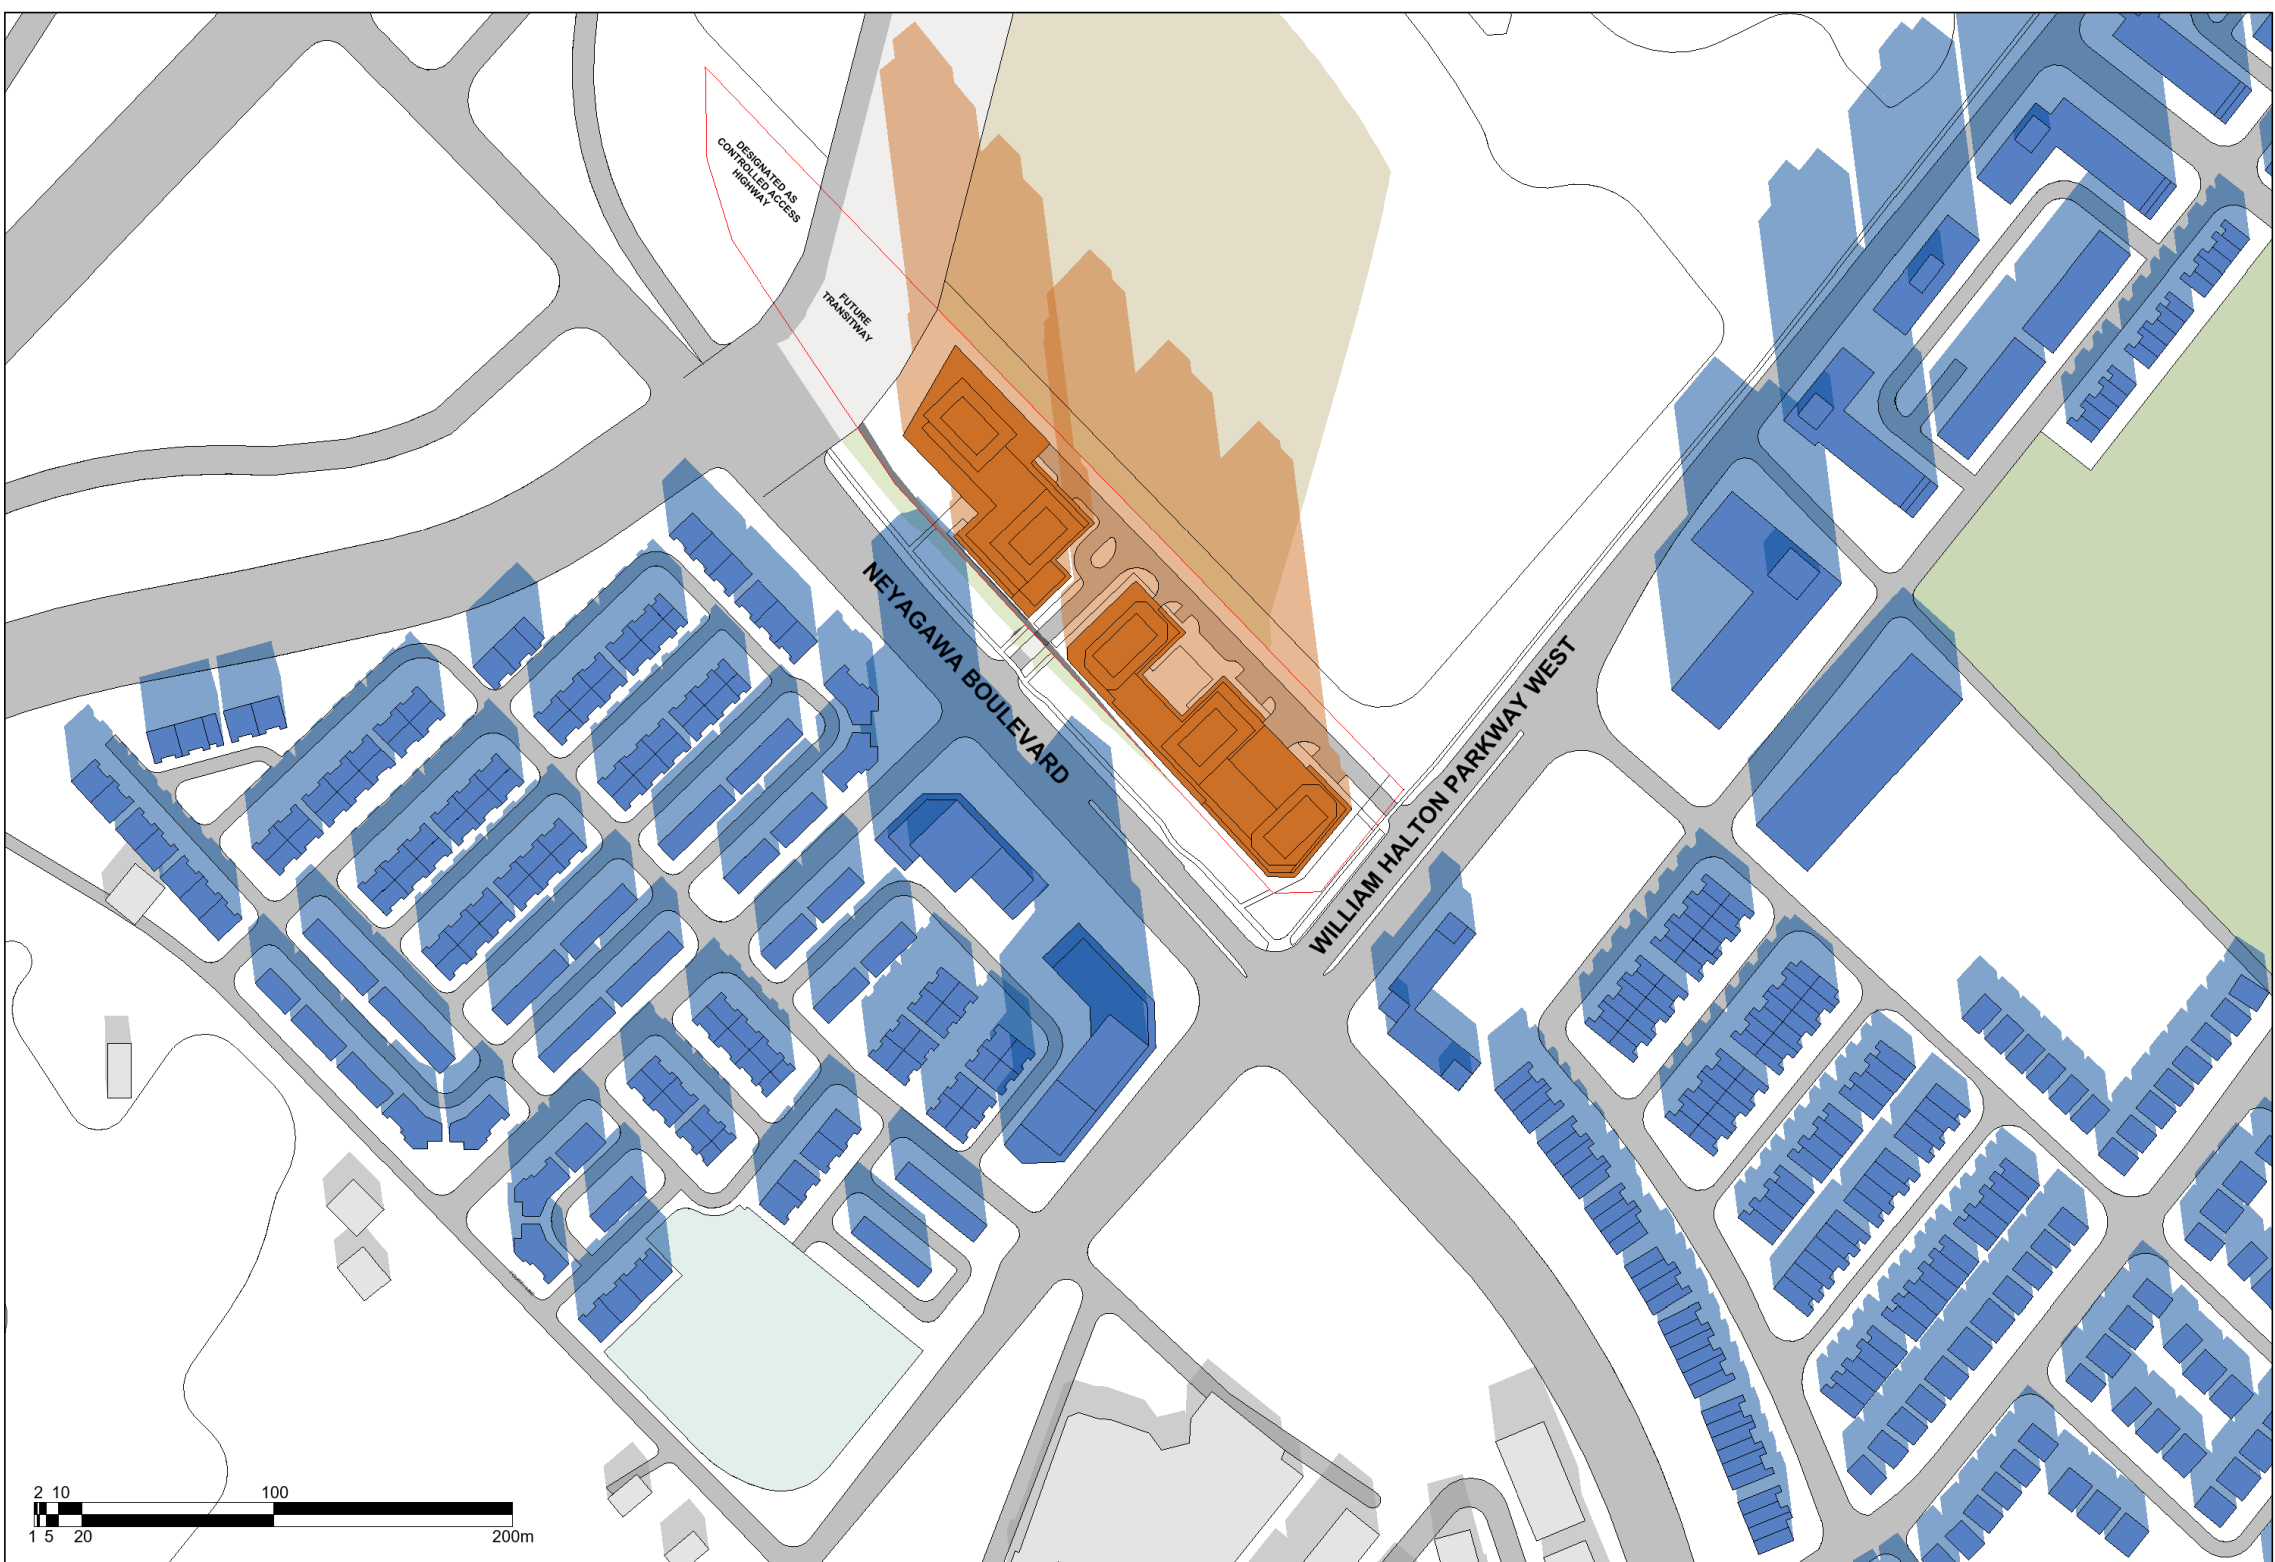 DESIGNATED AS
CONTROLLED ACCESS
HIGHWAY
FUTURE
TRANSITWAY
NEYAGAWA BOULEVARD
WILLIAM HALTON PARKWAY WEST
2 10 100
1 5 20 200m